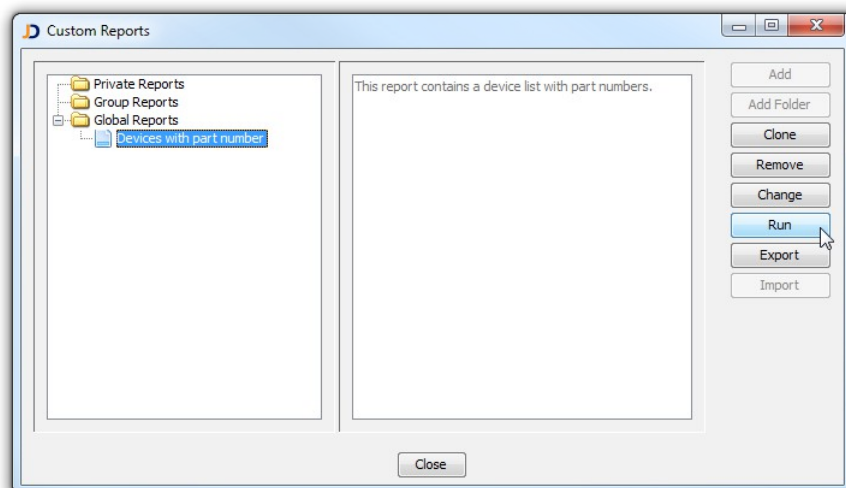 Custom Reports
Private Reports
Group Reports
Global Reports
Devices with part number
This report contains a device list with part numbers.
Add
Add Folder
Clone
Remove
Change
Run
Export
Import
Close